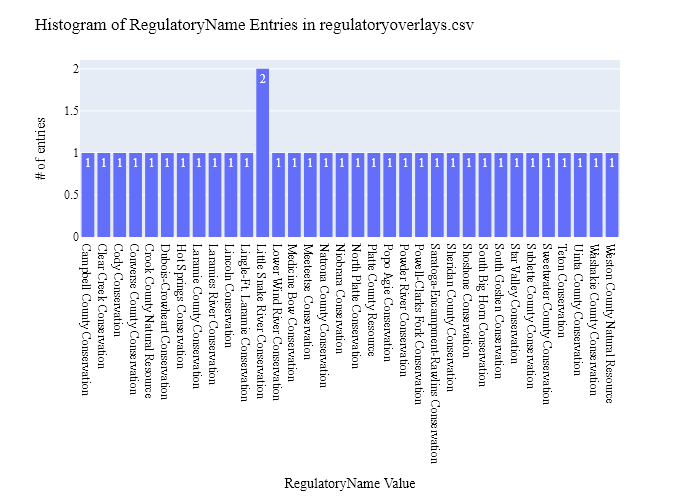 Histogram of RegulatoryName Entries in regulatoryoverlays.csv
# of entries
2
1.5
1
0.5
0
1 1 1 1 1 1 1 1 1 1 1 2 1 1 1 1 1 1 1 1 1 1 1 1 1 1 1 1 1 1 1 1 1 1
Campbell County Conservation
Clear Creek Conservation
Cody Conservation
Converse County Conservation
Crook County Natural Resource
Dubois-Crowheart Conservation
Hot Springs Conservation
Laramie County Conservation
Laramies River Conservation
Lincoln Conservation
Lingle-Ft. Laramie Conservation
Little Snake River Conservation
Lower Wind River Conservation
Medicine Bow Conservation
Meeteetse Conservation
Natrona County Conservation
Niobrara Conservation
North Platte Conservation
Platte County Resource
Popo Agie Conservation
Powder River Conservation
Powell-Clarks Fork Conservation
Saratoga-Encampment-Rawlins Conservation
Sheridan County Conservation
Shoshone Conservation
South Big Horn Conservation
South Goshen Conservation
Star Valley Conservation
Sublette County Conservation
Sweetwater County Conservation
Teton Conservation
Uinta County Conservation
Washakie County Conservation
Weston County Natural Resource
RegulatoryName Value